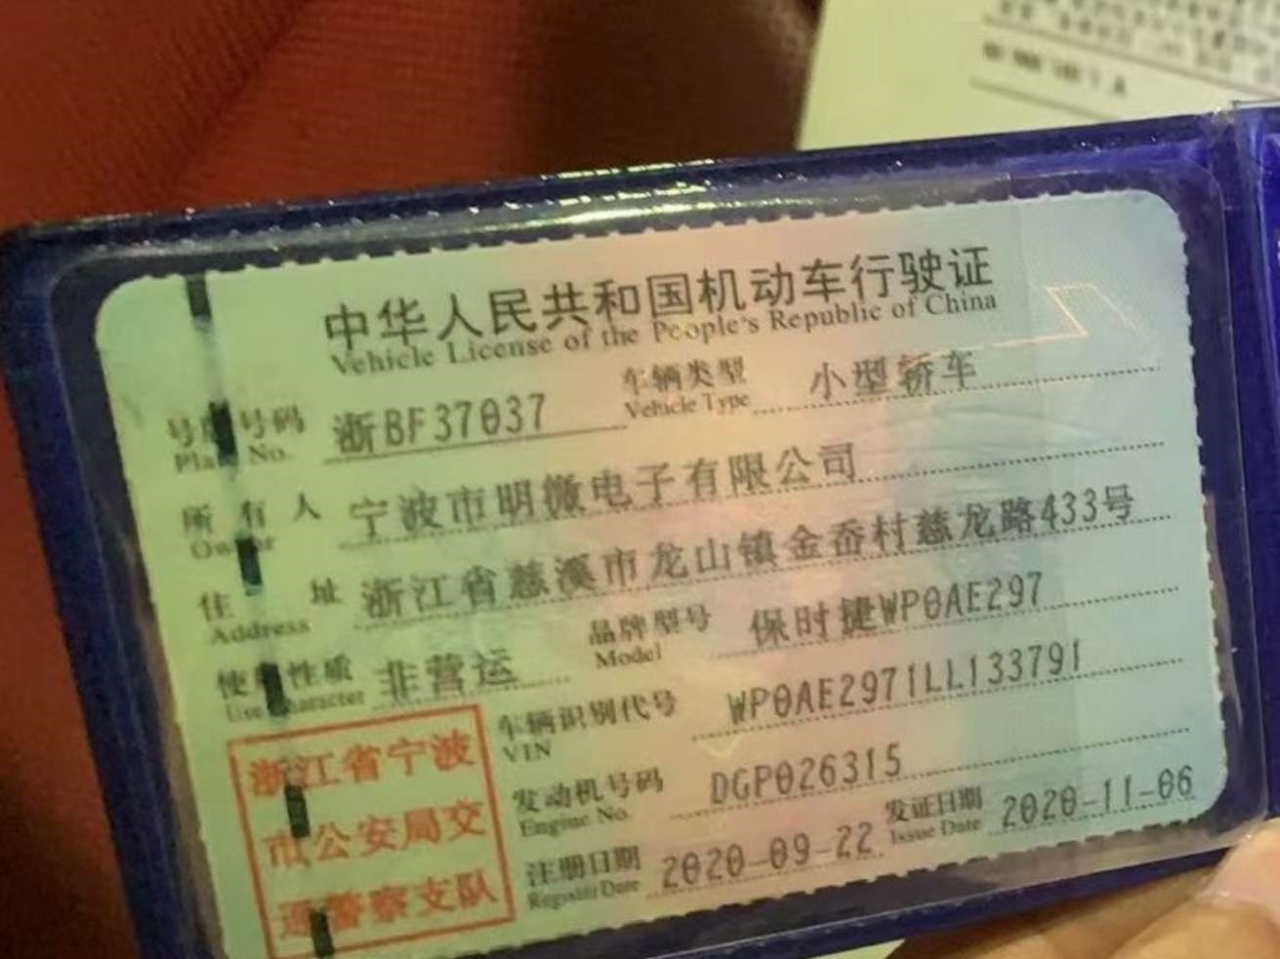 中华人民共和国机动车行驶证
Vehicle License of the People's Republic of China
号牌号码 浙BF37037 车辆类型 小型轿车
Plate No. Vehicle Type
所有人 宁波市明微电子有限公司
Owner
住址 浙江省慈溪市龙山镇金岙村慈龙路433号
Address
使用性质 非营运 品牌型号 保时捷WP0AE297
Use Character Model
车辆识别代号 WP0AE2971LL133791
VIN
发动机号码 DGP026315
Engine No.
注册日期 2020-09-22 发证日期 2020-11-06
Register Date Issue Date
浙江省宁波
市公安局交
通警察支队